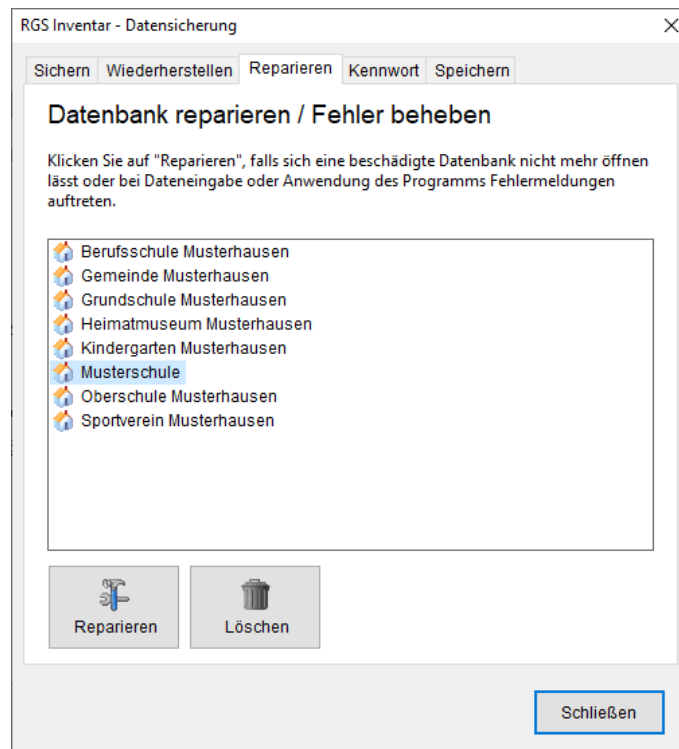 RGS Inventar - Datensicherung
Sichern Wiederherstellen Reparieren Kennwort Speichern
Datenbank reparieren / Fehler beheben
Klicken Sie auf "Reparieren", falls sich eine beschädigte Datenbank nicht mehr öffnen
lässt oder bei Dateneingabe oder Anwendung des Programms Fehlermeldungen
auftreten.
Berufsschule Musterhausen
Gemeinde Musterhausen
Grundschule Musterhausen
Heimatmuseum Musterhausen
Kindergarten Musterhausen
Musterschule
Oberschule Musterhausen
Sportverein Musterhausen
Reparieren Löschen
Schließen